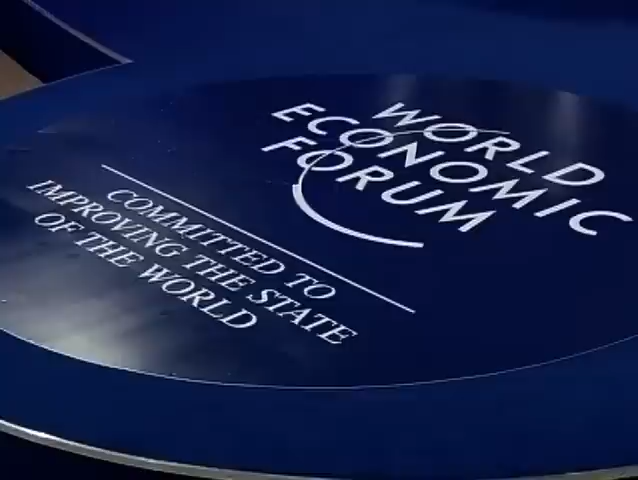 WORLD
ECONOMIC
FORUM
COMMITTED TO
IMPROVING THE STATE
OF THE WORLD